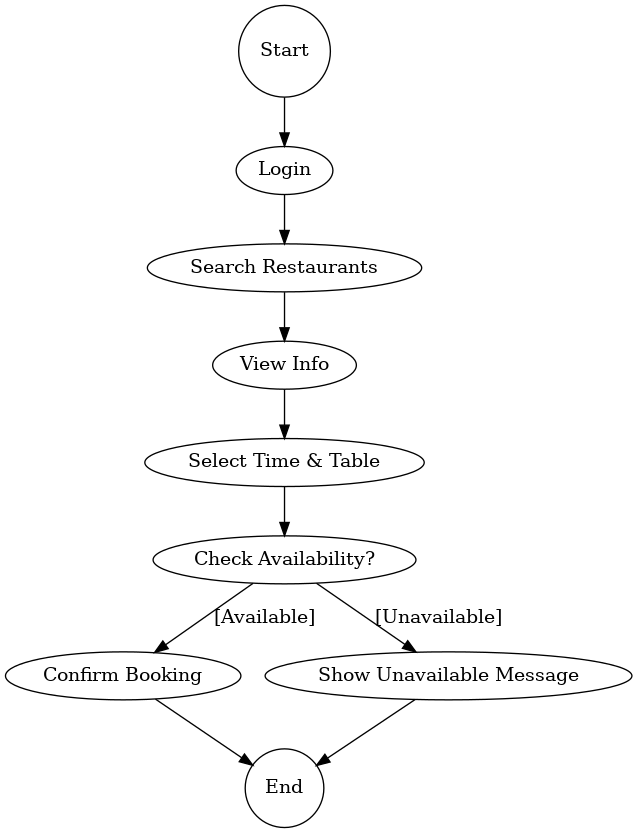 Start
Login
Search Restaurants
View Info
Select Time & Table
Check Availability?
[Available]
[Unavailable]
Confirm Booking
Show Unavailable Message
End